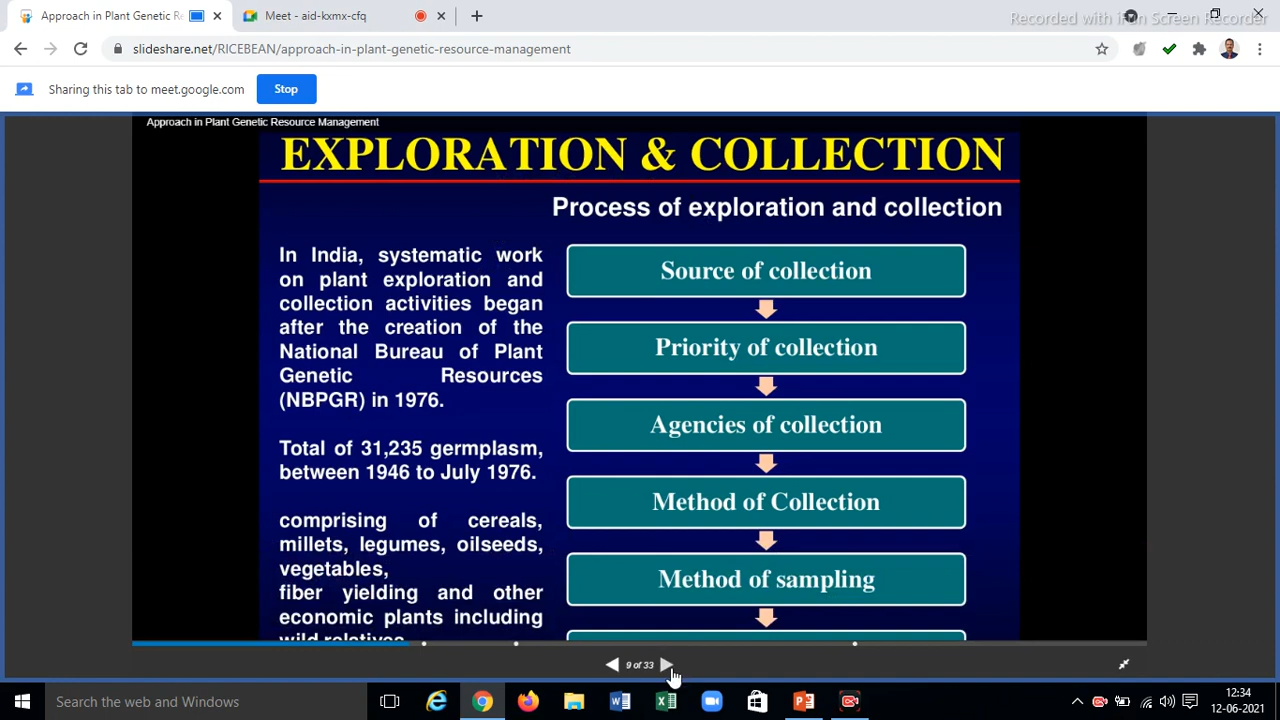 Approach in Plant Genetic Re
Meet - aid-kxmx-cfq
Recorded with iFun Screen Recorder
slideshare.net/RICEBEAN/approach-in-plant-genetic-resource-management
Sharing this tab to meet.google.com
Stop
Approach in Plant Genetic Resource Management
EXPLORATION & COLLECTION
Process of exploration and collection
In India, systematic work
on plant exploration and
collection activities began
after the creation of the
National Bureau of Plant
Genetic Resources
(NBPGR) in 1976.
Total of 31,235 germplasm,
between 1946 to July 1976.
comprising of cereals,
millets, legumes, oilseeds,
vegetables,
fiber yielding and other
economic plants including
wild relatives
Source of collection
Priority of collection
Agencies of collection
Method of Collection
Method of sampling
9 of 33
Search the web and Windows
12:34
12-06-2021